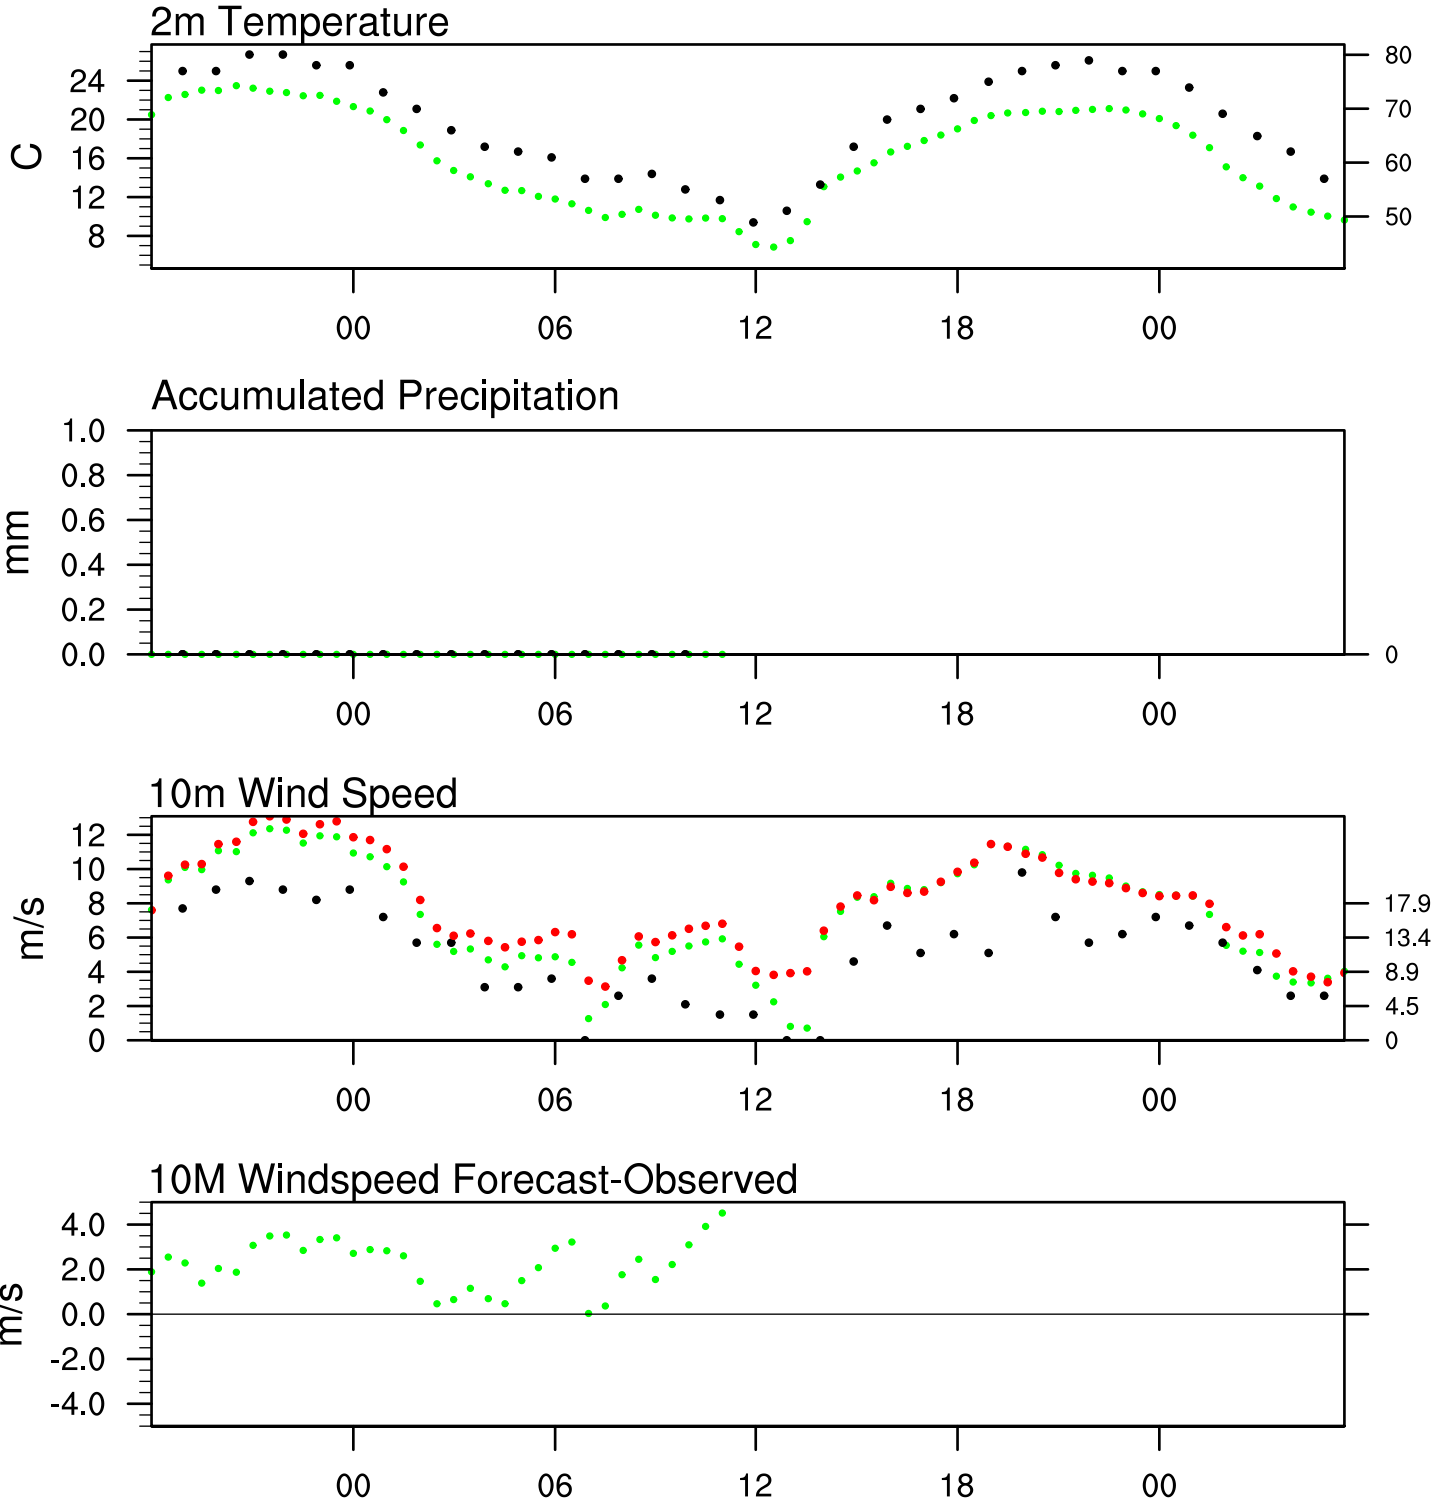 2m Temperature
C
24
20
16
12
8
80
70
60
50
00 06 12 18 00
Accumulated Precipitation
mm
1.0
0.8
0.6
0.4
0.2
0.0
0
00 06 12 18 00
10m Wind Speed
m/s
12
10
8
6
4
2
0
17.9
13.4
8.9
4.5
0
00 06 12 18 00
10M Windspeed Forecast-Observed
m/s
4.0
2.0
0.0
-2.0
-4.0
00 06 12 18 00